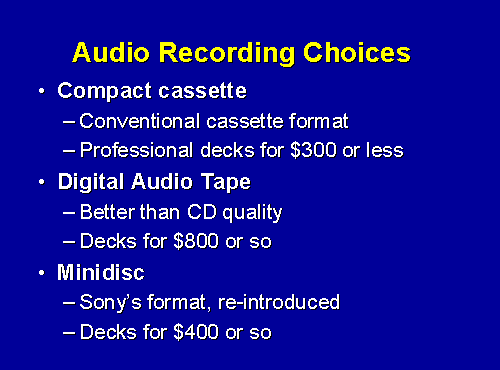 Audio Recording Choices
• Compact cassette
– Conventional cassette format
– Professional decks for $300 or less
• Digital Audio Tape
– Better than CD quality
– Decks for $800 or so
• Minidisc
– Sony's format, re-introduced
– Decks for $400 or so